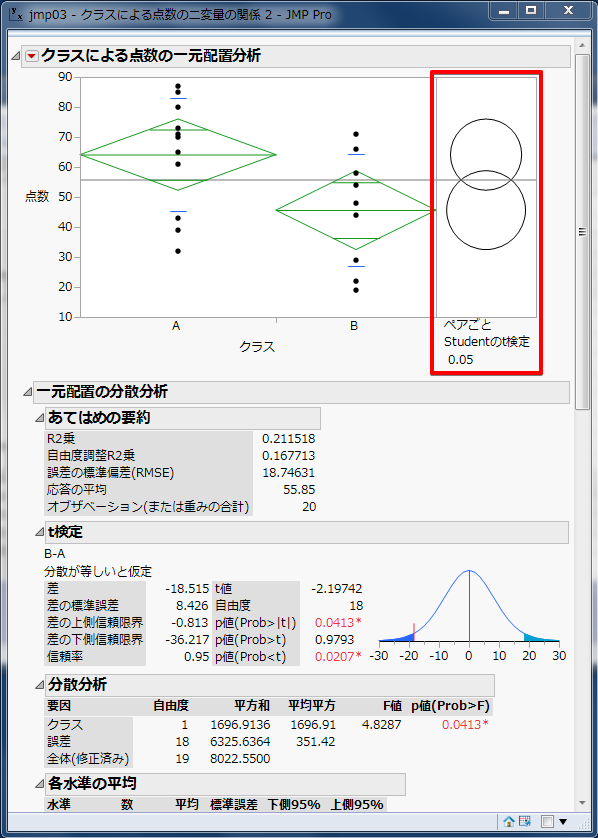 jmp03 - クラスによる点数の二変量の関係 2 - JMP Pro
クラスによる点数の一元配置分析
90
80
70
60
50
40
30
20
10
点数
A
B
クラス
ペアごと
Studentのt検定
0.05
一元配置の分散分析
あてはめの要約
R2乗 0.211518
自由度調整R2乗 0.167713
誤差の標準偏差(RMSE) 18.74631
応答の平均 55.85
オブザベーション(または重みの合計) 20
t検定
B-A
分散が等しいと仮定
差 -18.515 t値 -2.19742
差の標準誤差 8.426 自由度 18
差の上側信頼限界 -0.813 p値(Prob>|t|) 0.0413*
差の下側信頼限界 -36.217 p値(Prob>t) 0.9793
信頼率 0.95 p値(Prob<t) 0.0207*
-30 -20 -10 0 10 20 30
分散分析
要因 自由度 平方和 平均平方 F値 p値(Prob>F)
クラス 1 1696.9136 1696.91 4.8287 0.0413*
誤差 18 6325.6364 351.42
全体(修正済み) 19 8022.5500
各水準の平均
水準 数 平均 標準誤差 下側95% 上側95%